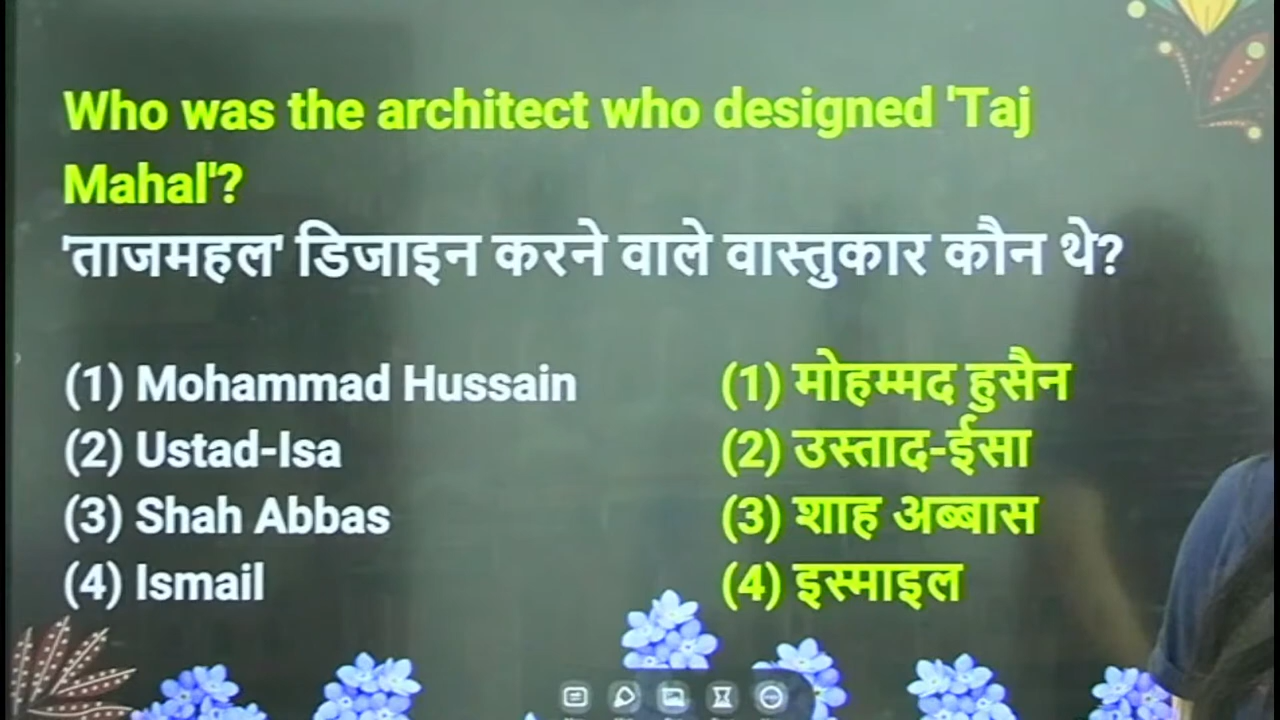 Who was the architect who designed 'Taj
Mahal'?
'ताजमहल' डिजाइन करने वाले वास्तुकार कौन थे?
(1) Mohammad Hussain
(2) Ustad-Isa
(3) Shah Abbas
(4) Ismail
(1) मोहम्मद हुसैन
(2) उस्ताद-ईसा
(3) शाह अब्बास
(4) इस्माइल